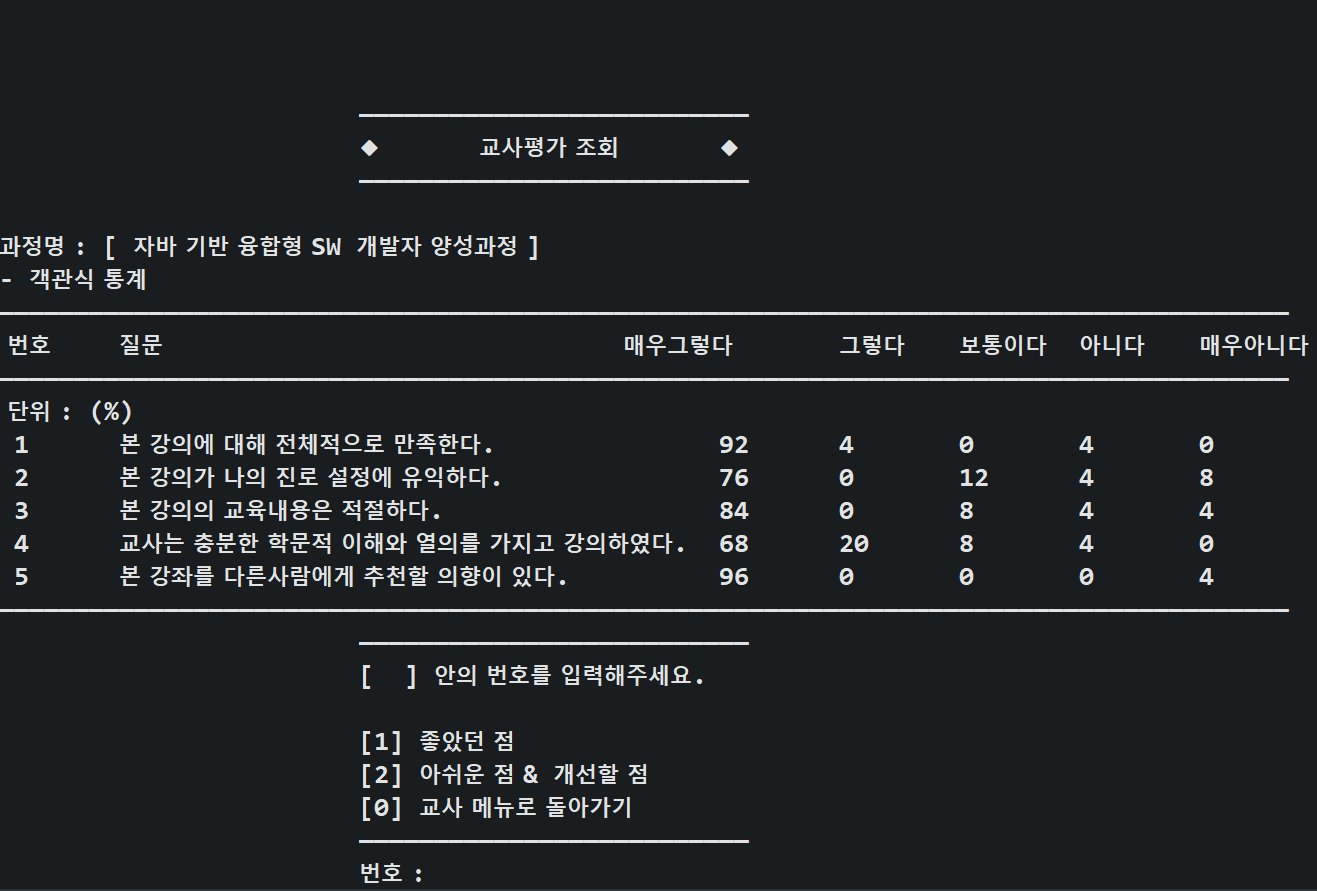 ◆ 교사평가 조회 ◆
과정명 : [ 자바 기반 융합형 SW 개발자 양성과정 ]
- 객관식 통계
번호 질문 매우그렇다 그렇다 보통이다 아니다 매우아니다
단위 : (%)
1 본 강의에 대해 전체적으로 만족한다. 92 4 0 4 0
2 본 강의가 나의 진로 설정에 유익하다. 76 0 12 4 8
3 본 강의의 교육내용은 적절하다. 84 0 8 4 4
4 교사는 충분한 학문적 이해와 열의를 가지고 강의하였다. 68 20 8 4 0
5 본 강좌를 다른사람에게 추천할 의향이 있다. 96 0 0 0 4
[ ] 안의 번호를 입력해주세요.
[1] 좋았던 점
[2] 아쉬운 점 & 개선할 점
[0] 교사 메뉴로 돌아가기
번호 :